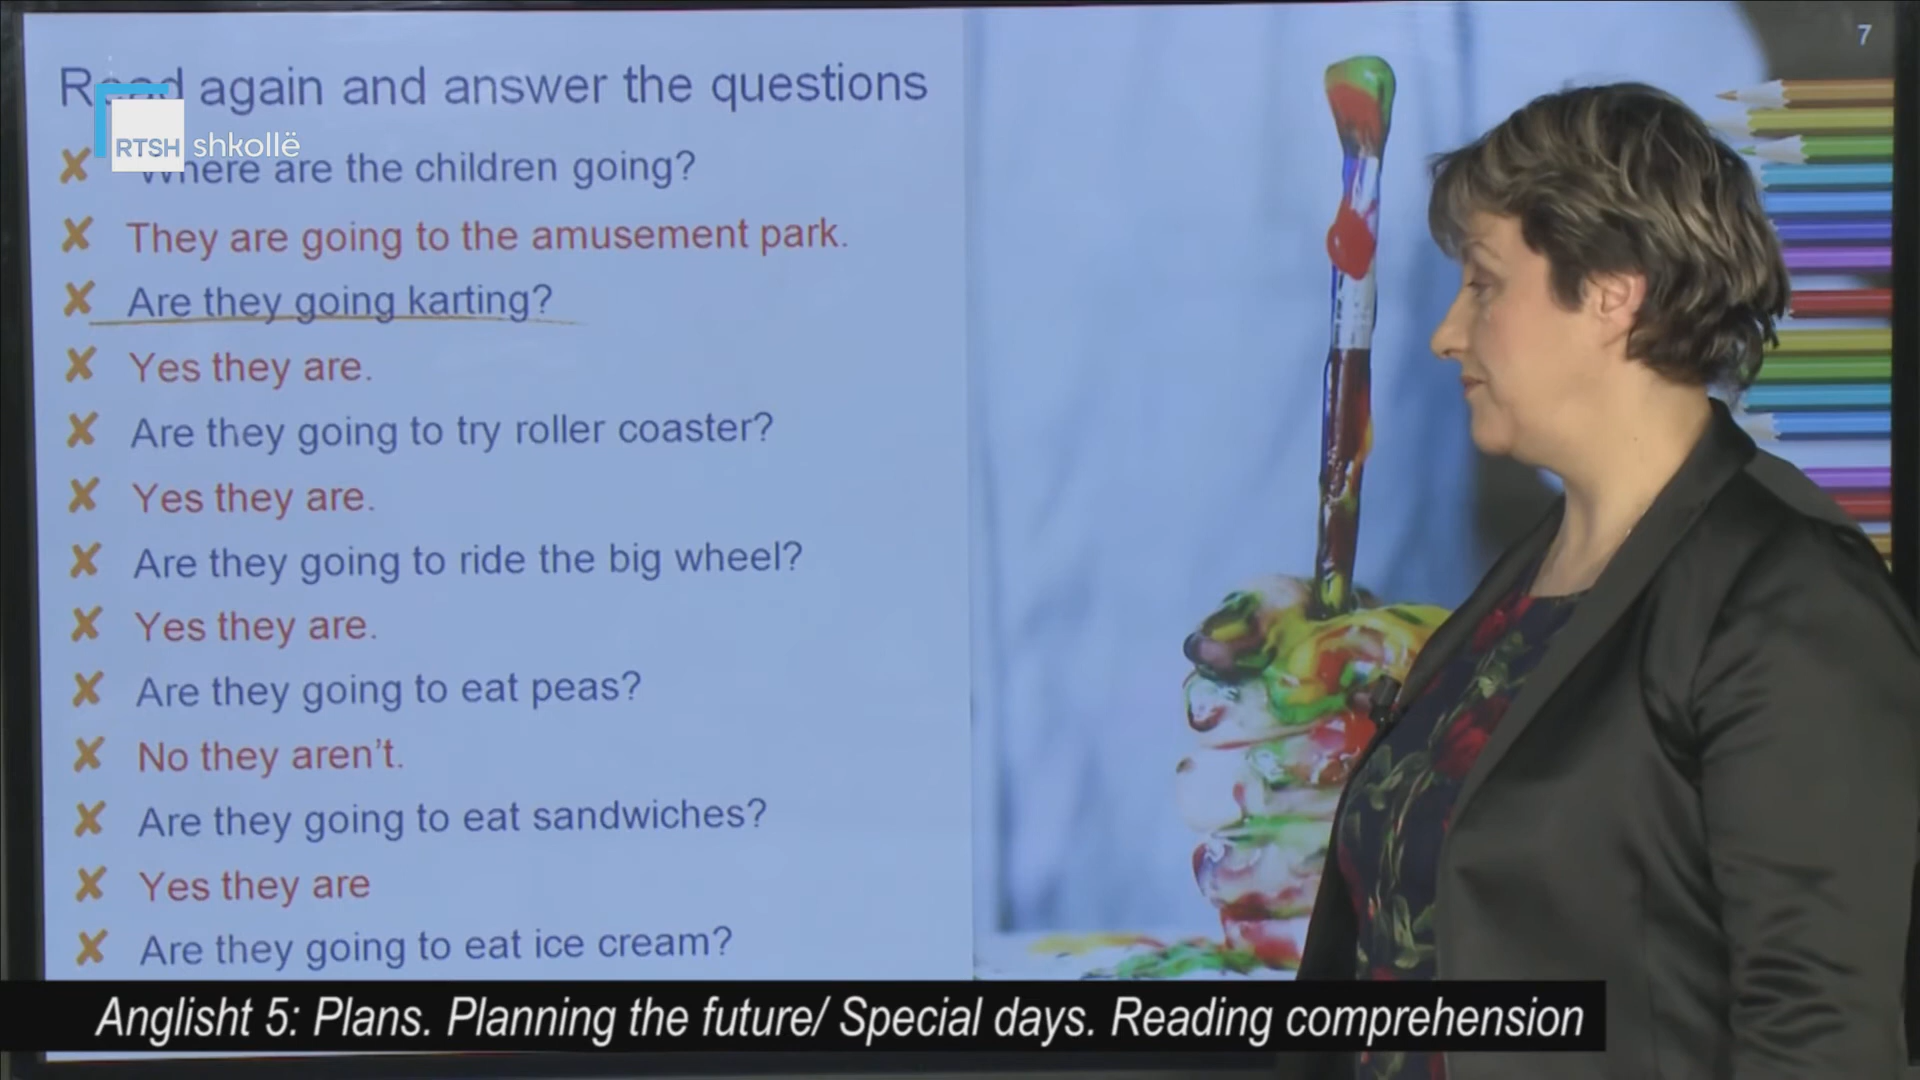 7
Read again and answer the questions
RTSH shkollë
✘ Where are the children going?
✘ They are going to the amusement park.
✘ Are they going karting?
✘ Yes they are.
✘ Are they going to try roller coaster?
✘ Yes they are.
✘ Are they going to ride the big wheel?
✘ Yes they are.
✘ Are they going to eat peas?
✘ No they aren't.
✘ Are they going to eat sandwiches?
✘ Yes they are
✘ Are they going to eat ice cream?
Anglisht 5: Plans. Planning the future/ Special days. Reading comprehension